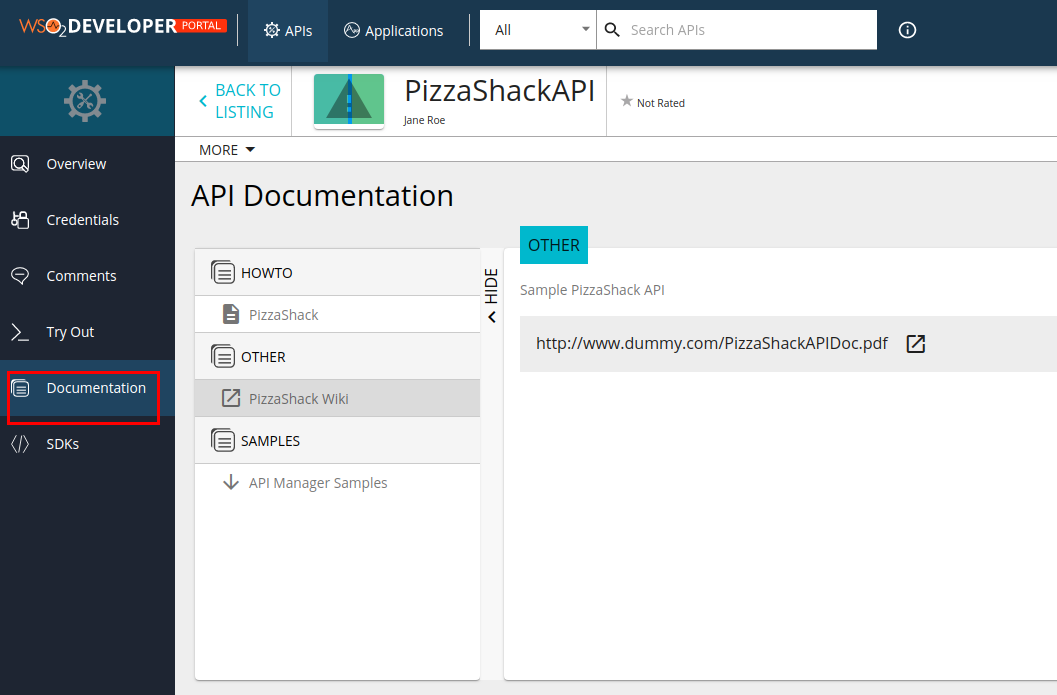 WSO2 DEVELOPER PORTAL
APIs
Applications
All
Search APIs
Overview
Credentials
Comments
Try Out
Documentation
SDKs
BACK TO
LISTING
PizzaShackAPI
Jane Roe
Not Rated
MORE
API Documentation
HOWTO
PizzaShack
OTHER
PizzaShack Wiki
SAMPLES
API Manager Samples
HIDE
OTHER
Sample PizzaShack API
http://www.dummy.com/PizzaShackAPIDoc.pdf